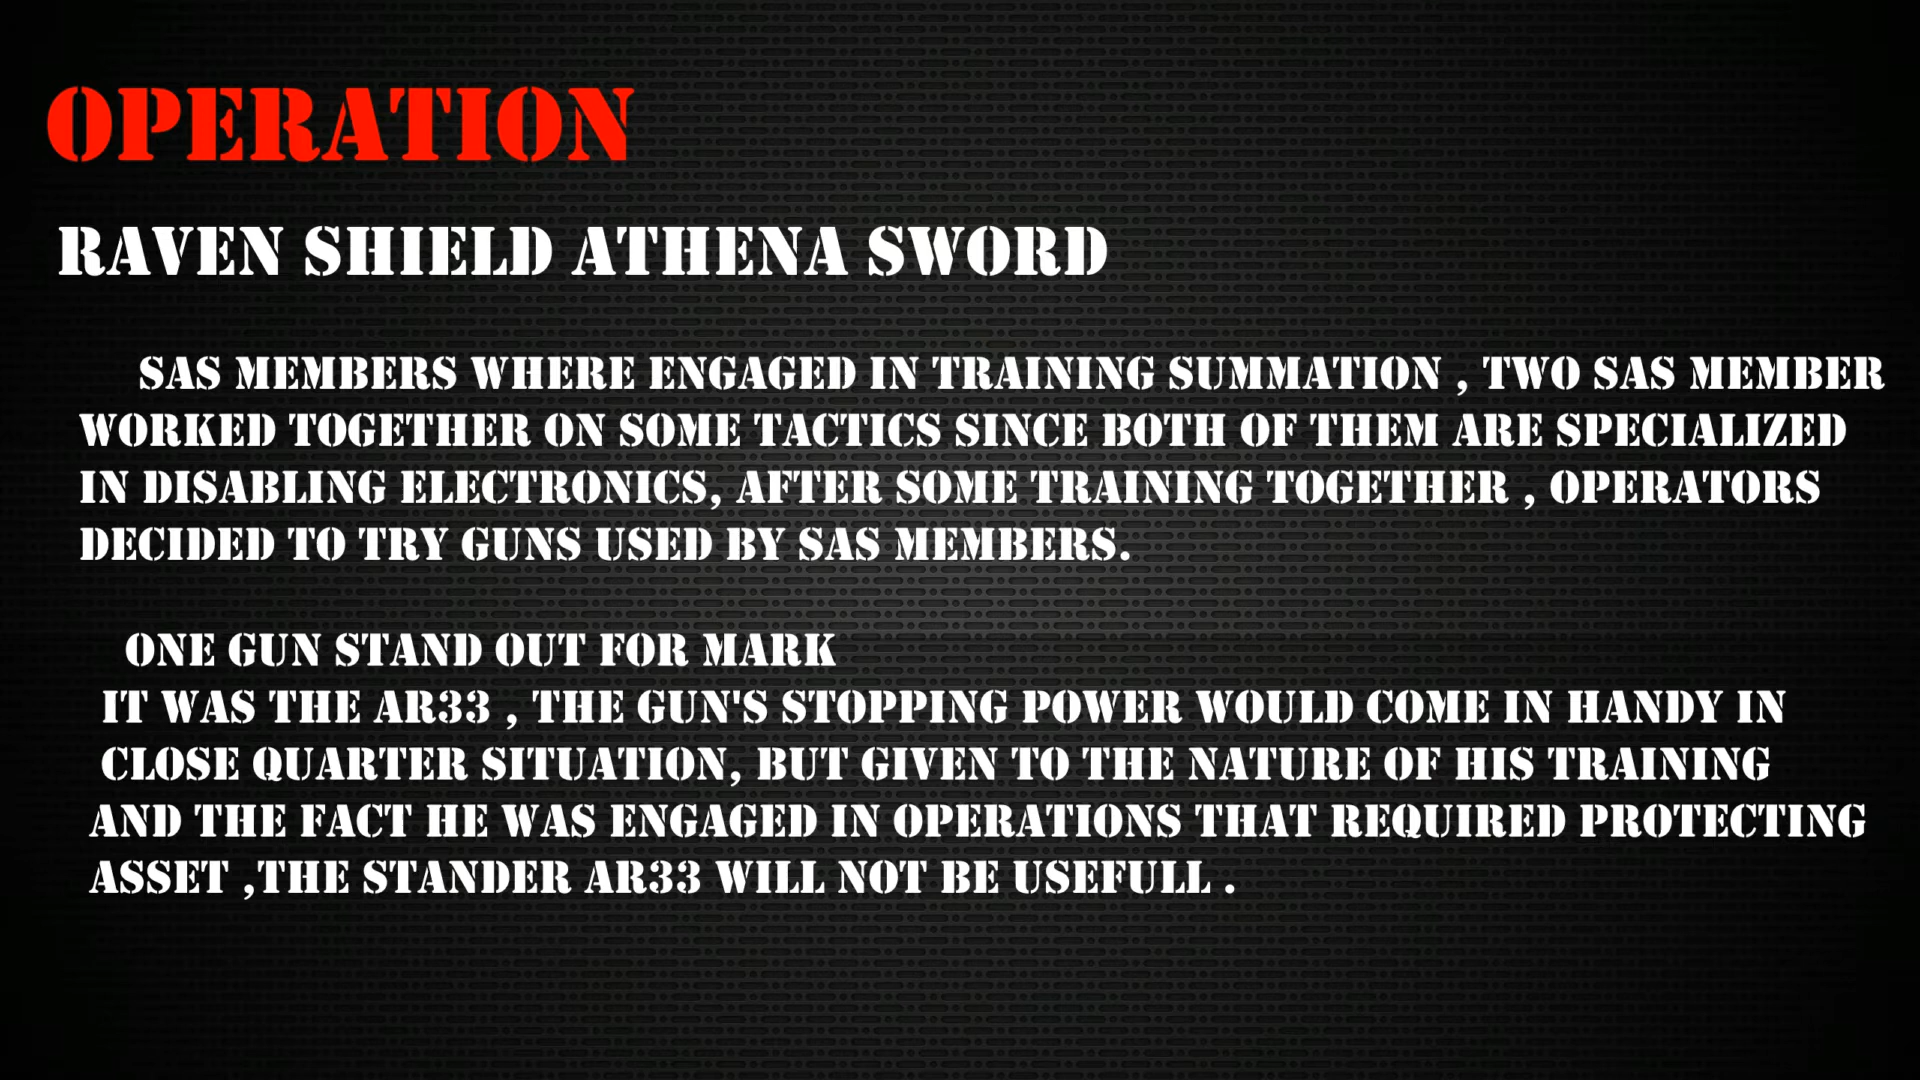 OPERATION
RAVEN SHIELD ATHENA SWORD
SAS MEMBERS WHERE ENGAGED IN TRAINING SUMMATION , TWO SAS MEMBER
WORKED TOGETHER ON SOME TACTICS SINCE BOTH OF THEM ARE SPECIALIZED
IN DISABLING ELECTRONICS, AFTER SOME TRAINING TOGETHER , OPERATORS
DECIDED TO TRY GUNS USED BY SAS MEMBERS.
ONE GUN STAND OUT FOR MARK
IT WAS THE AR33 , THE GUN'S STOPPING POWER WOULD COME IN HANDY IN
CLOSE QUARTER SITUATION, BUT GIVEN TO THE NATURE OF HIS TRAINING
AND THE FACT HE WAS ENGAGED IN OPERATIONS THAT REQUIRED PROTECTING
ASSET ,THE STANDER AR33 WILL NOT BE USEFULL .